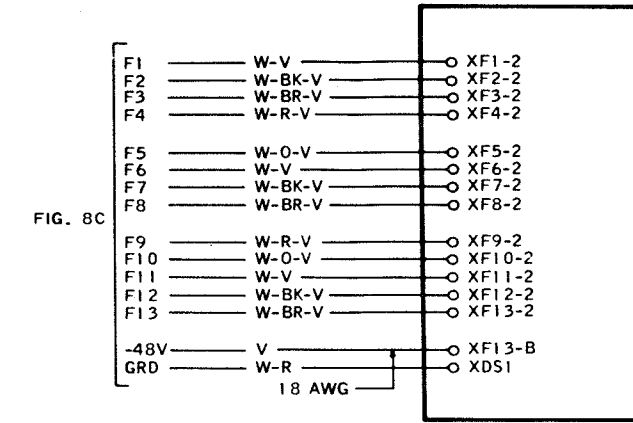 F1 W-V XF1-2
F2 W-BK-V XF2-2
F3 W-BR-V XF3-2
F4 W-R-V XF4-2
F5 W-O-V XF5-2
F6 W-V XF6-2
F7 W-BK-V XF7-2
F8 W-BR-V XF8-2
FIG. 8C
F9 W-R-V XF9-2
F10 W-O-V XF10-2
F11 W-V XF11-2
F12 W-BK-V XF12-2
F13 W-BR-V XF13-2
-48V V XF13-B
GRD W-R XDS1
18 AWG